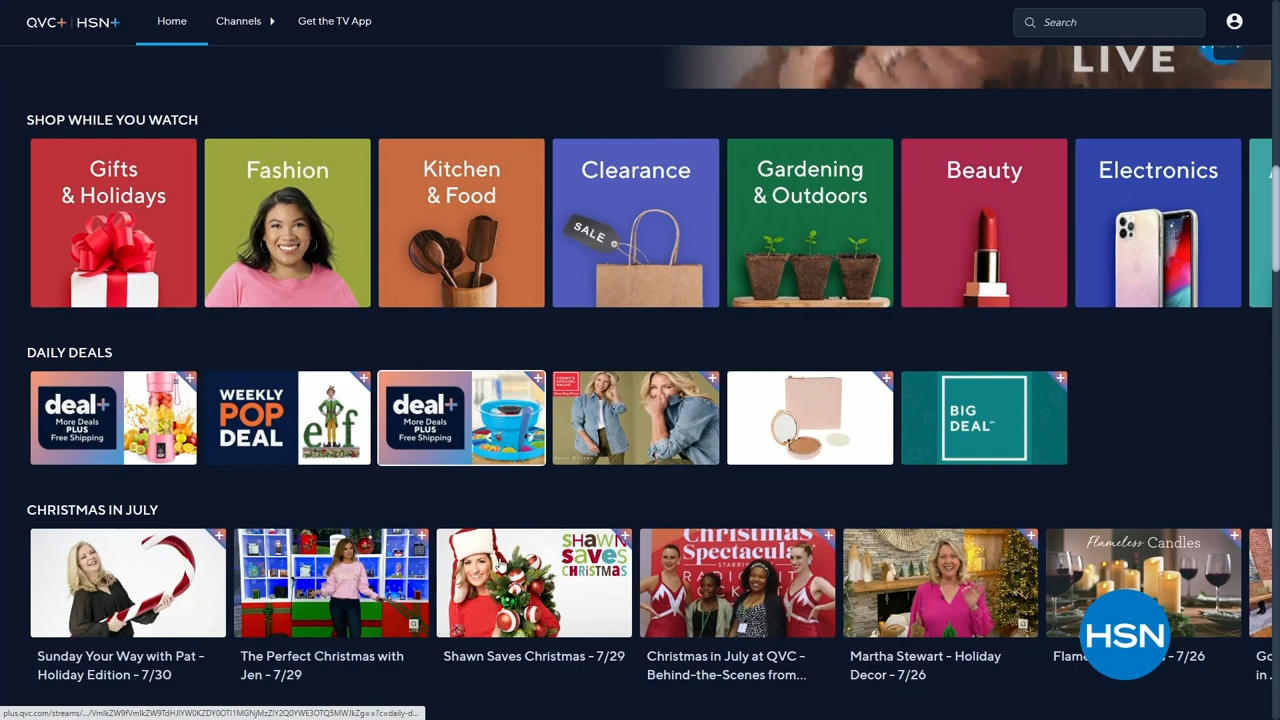 QVC+ | HSN+
Home
Channels
Get the TV App
Search
LIVE
SHOP WHILE YOU WATCH
Gifts
& Holidays
Fashion
Kitchen
& Food
Clearance
SALE
Gardening
& Outdoors
Beauty
Electronics
DAILY DEALS
deal+
More Deals
PLUS
Free Shipping
WEEKLY
POP
DEAL
elf
deal+
More Deals
PLUS
Free Shipping
TODAY'S
SPECIAL
VALUE
BIG
DEAL
CHRISTMAS IN JULY
SHAWN
SAVES
CHRISTMAS
Christmas
Spectacular
STARRING
Flameless Candles
Sunday Your Way with Pat -
Holiday Edition - 7/30
The Perfect Christmas with
Jen - 7/29
Shawn Saves Christmas - 7/29
Christmas in July at QVC -
Behind-the-Scenes from...
Martha Stewart - Holiday
Decor - 7/26
- 7/26
HSN